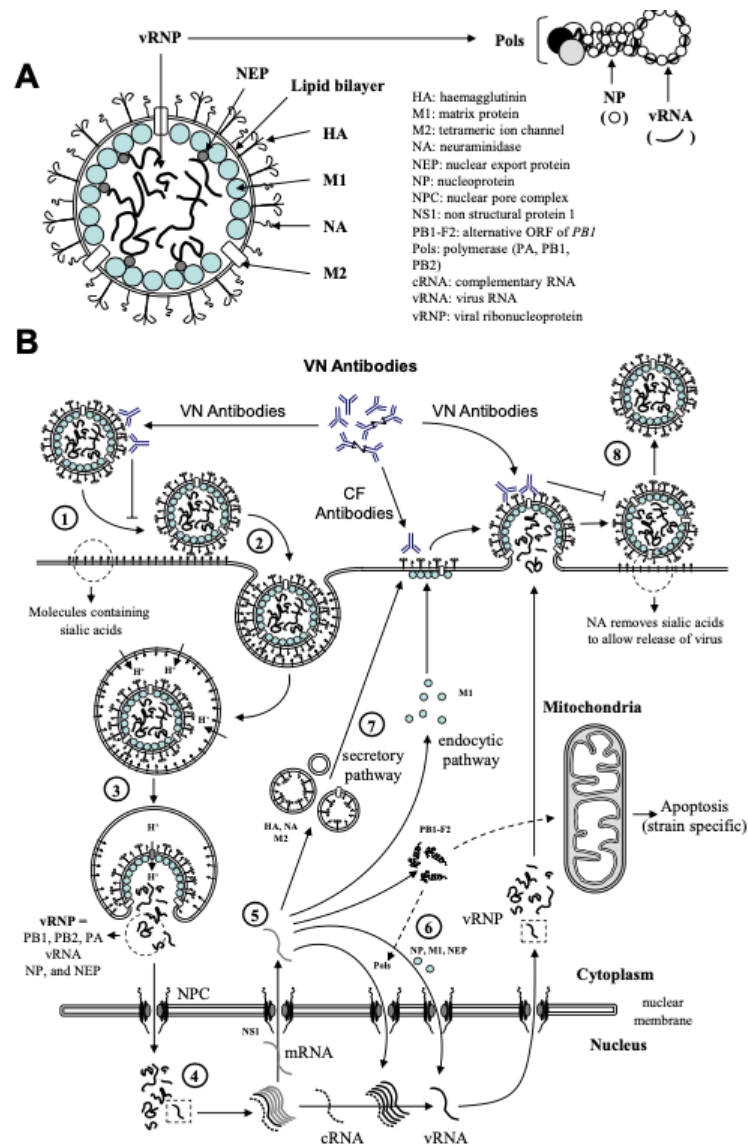 vRNP
Pols
A
NEP
Lipid bilayer
HA
M1
NA
M2
NP
vRNA
HA: haemagglutinin
M1: matrix protein
M2: tetrameric ion channel
NA: neuraminidase
NEP: nuclear export protein
NP: nucleoprotein
NPC: nuclear pore complex
NS1: non structural protein 1
PB1-F2: alternative ORF of PB1
Pols: polymerase (PA, PB1,
PB2)
cRNA: complementary RNA
vRNA: virus RNA
vRNP: viral ribonucleoprotein
B
VN Antibodies
VN Antibodies
VN Antibodies
CF
Antibodies
1
2
8
Molecules containing
sialic acids
NA removes sialic acids
to allow release of virus
H+
H+
H+
3
H+
H+
vRNP =
PB1, PB2, PA
vRNA
NP, and NEP
M1
7
secretory
pathway
endocytic
pathway
HA, NA
M2
Mitochondria
Apoptosis
(strain specific)
PB1-F2
5
6
vRNP
Pols
NP, M1, NEP
Cytoplasm
NPC
nuclear
membrane
NS1
mRNA
Nucleus
4
cRNA
vRNA